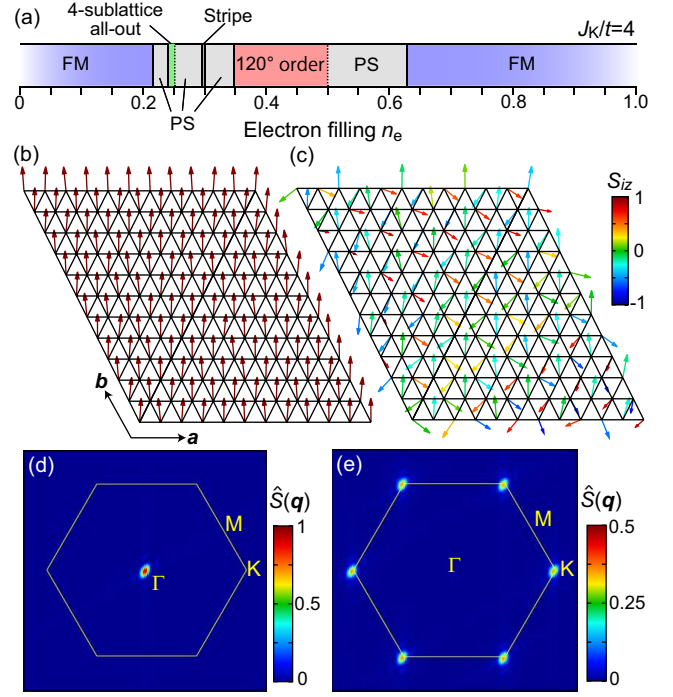 (a)
4-sublattice
all-out
Stripe
J_K/t=4
FM
PS
120° order
PS
FM
0
0.2
0.4
0.6
0.8
1.0
Electron filling n_e
(b)
(c)
S_iz
1
0
-1
b
a
(d)
Ŝ(q)
M
K
Γ
1
0.5
0
(e)
Ŝ(q)
M
K
Γ
0.5
0.25
0